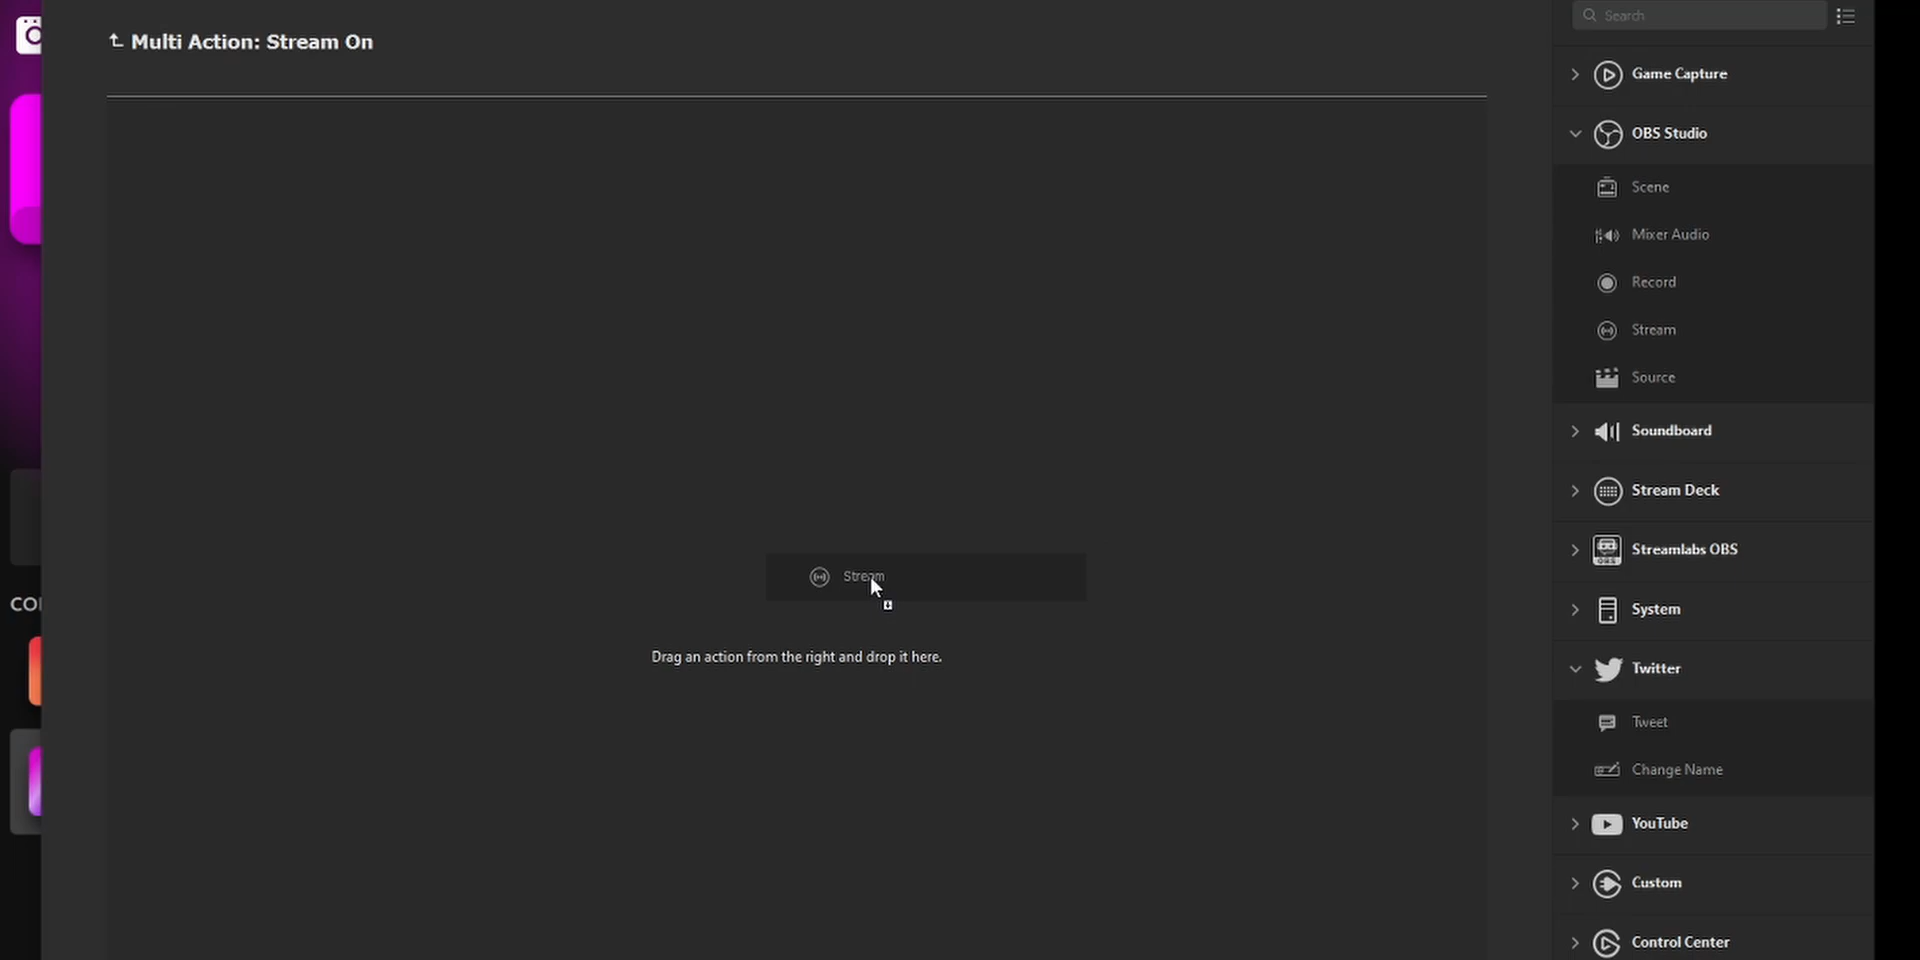 Multi Action: Stream On
Search
Game Capture
OBS Studio
Scene
Mixer Audio
Record
Stream
Source
Soundboard
Stream Deck
Stream
OBS
Streamlabs OBS
System
Drag an action from the right and drop it here.
Twitter
Tweet
Change Name
YouTube
Custom
Control Center